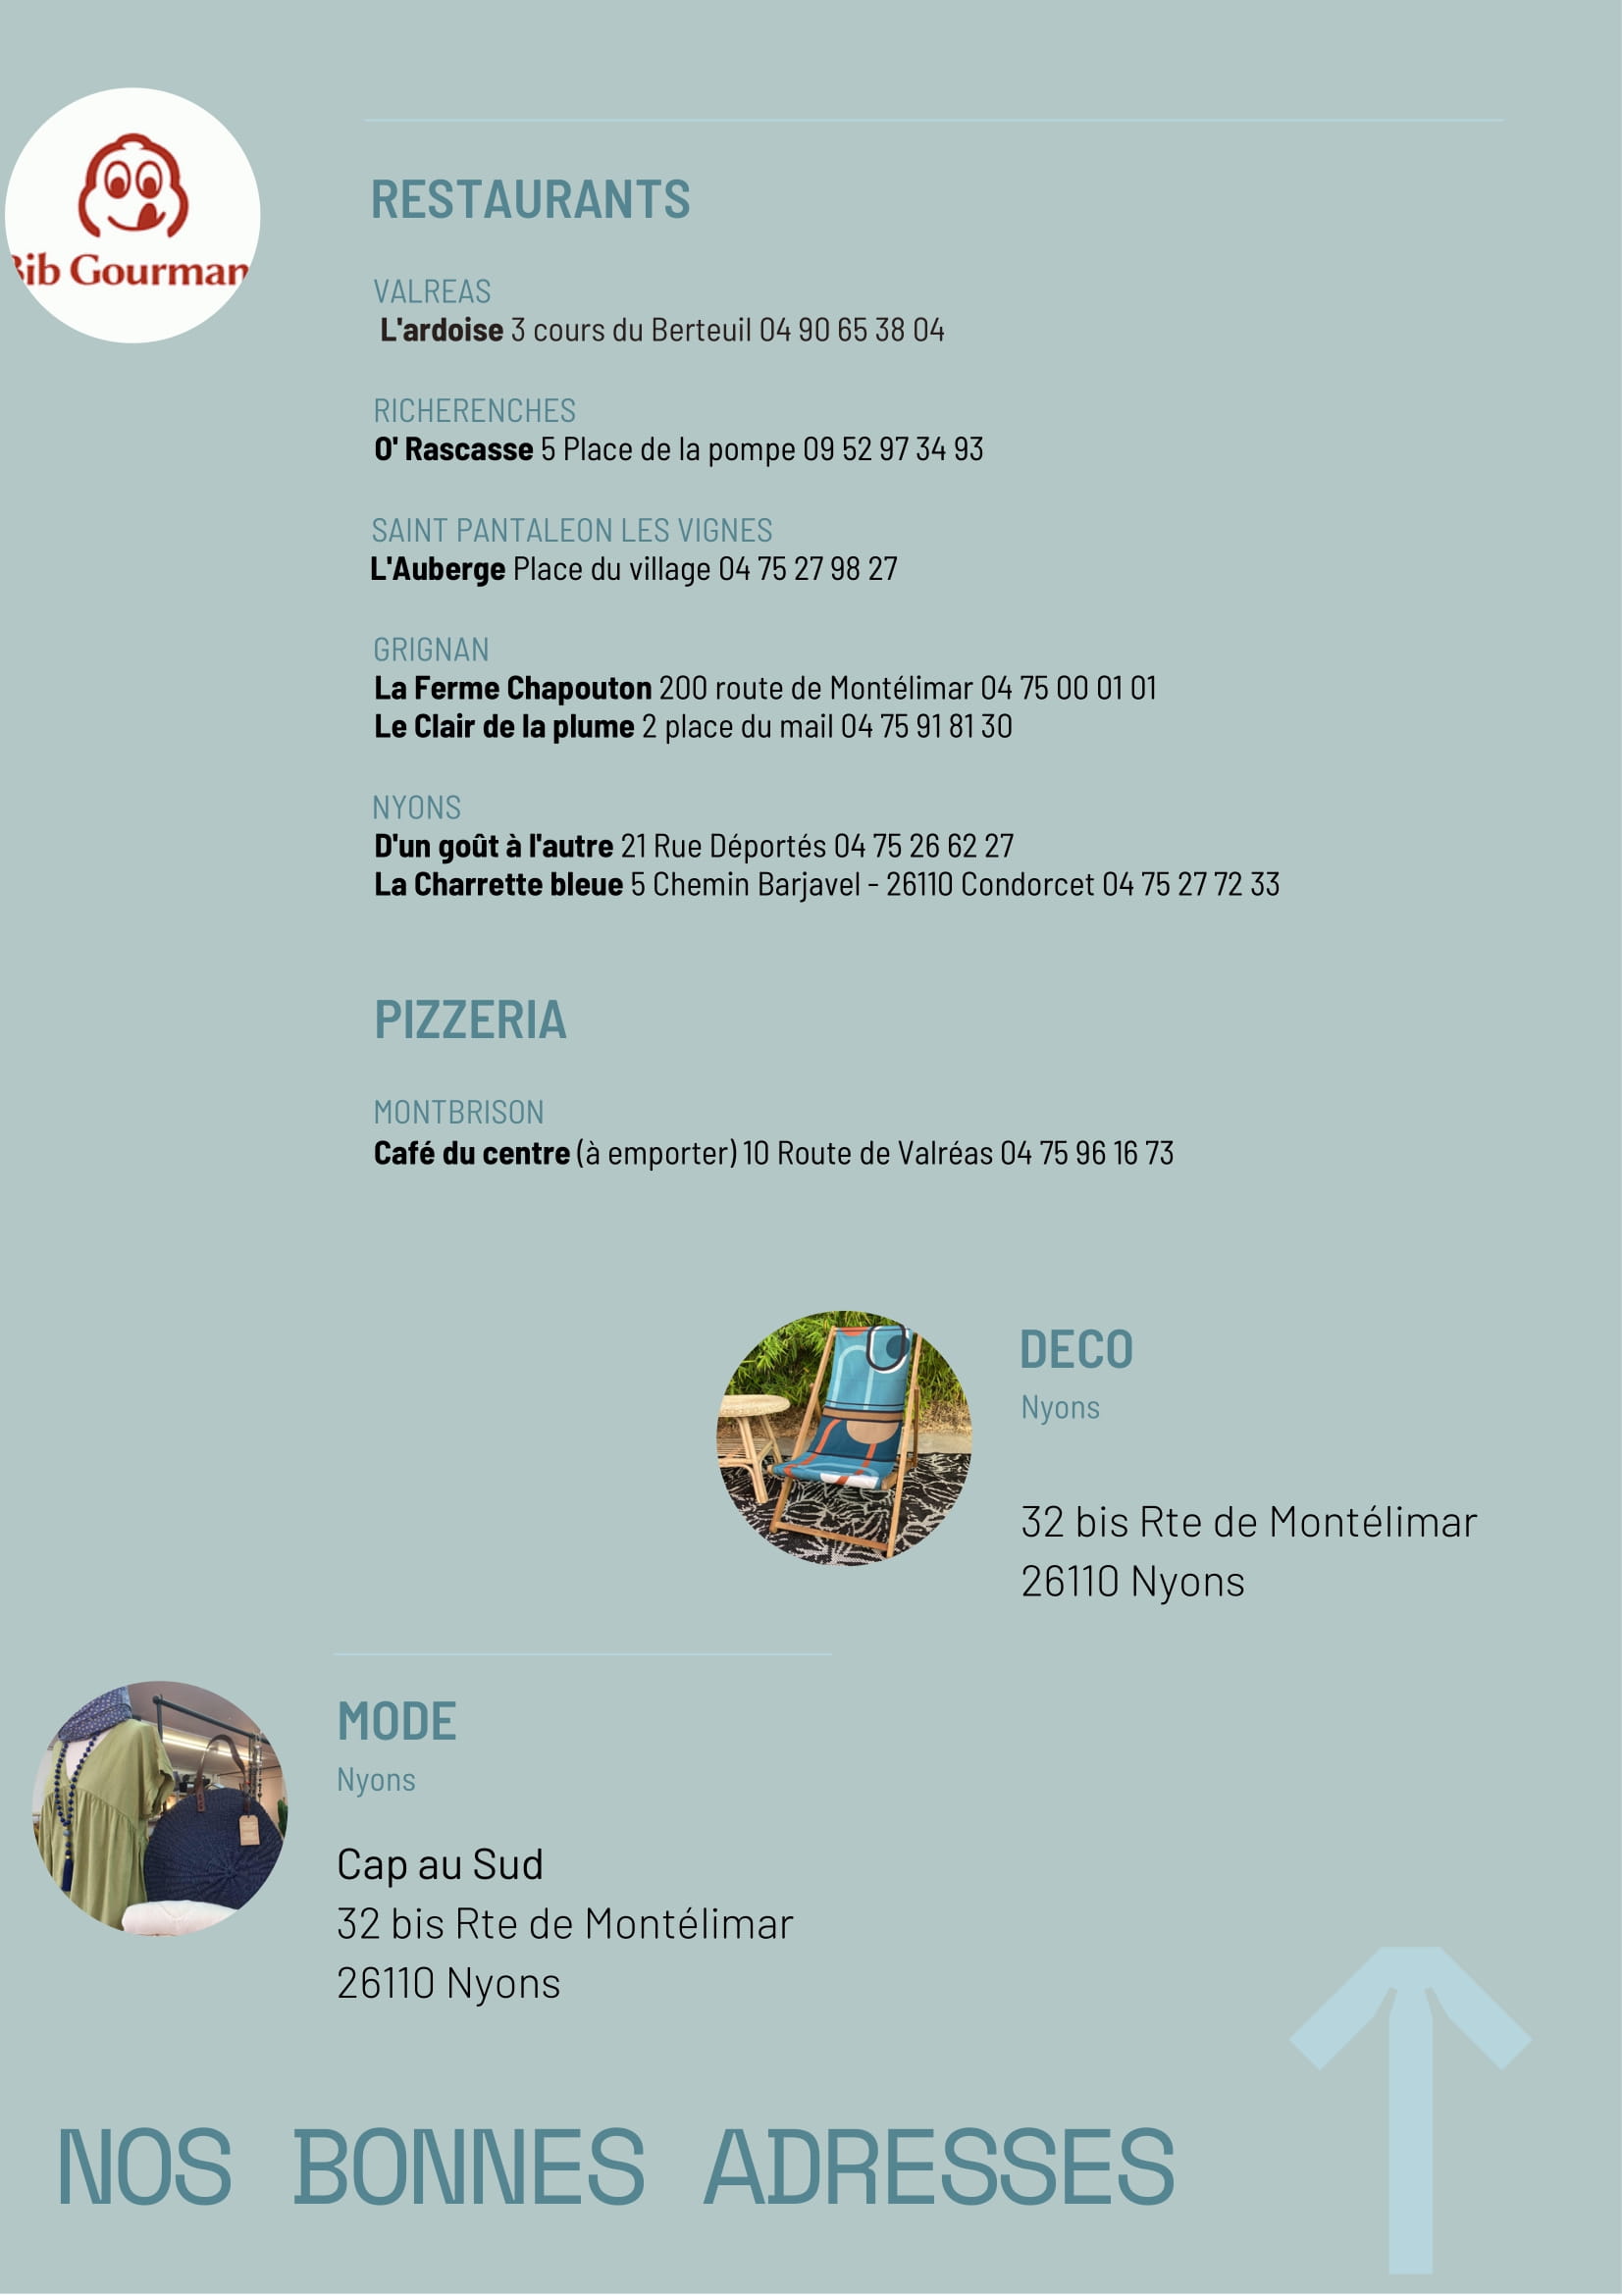 Bib Gourman
RESTAURANTS
VALREAS
L'ardoise 3 cours du Berteuil 04 90 65 38 04
RICHERENCHES
O' Rascasse 5 Place de la pompe 09 52 97 34 93
SAINT PANTALEON LES VIGNES
L'Auberge Place du village 04 75 27 98 27
GRIGNAN
La Ferme Chapouton 200 route de Montélimar 04 75 00 01 01
Le Clair de la plume 2 place du mail 04 75 91 81 30
NYONS
D'un goût à l'autre 21 Rue Déportés 04 75 26 62 27
La Charrette bleue 5 Chemin Barjavel - 26110 Condorcet 04 75 27 72 33
PIZZERIA
MONTBRISON
Café du centre (à emporter) 10 Route de Valréas 04 75 96 16 73
DECO
Nyons
32 bis Rte de Montélimar
26110 Nyons
MODE
Nyons
Cap au Sud
32 bis Rte de Montélimar
26110 Nyons
NOS BONNES ADRESSES